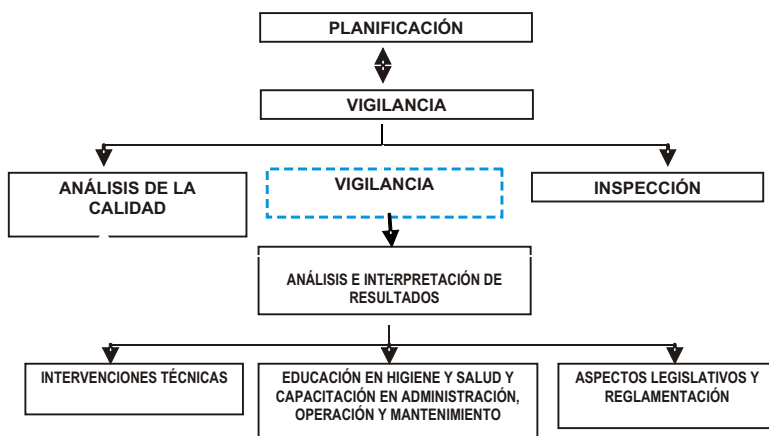 PLANIFICACIÓN
VIGILANCIA
ANÁLISIS DE LA
CALIDAD
VIGILANCIA
INSPECCIÓN
ANÁLISIS E INTERPRETACIÓN DE
RESULTADOS
INTERVENCIONES TÉCNICAS
EDUCACIÓN EN HIGIENE Y SALUD Y
CAPACITACIÓN EN ADMINISTRACIÓN,
OPERACIÓN Y MANTENIMIENTO
ASPECTOS LEGISLATIVOS Y
REGLAMENTACIÓN